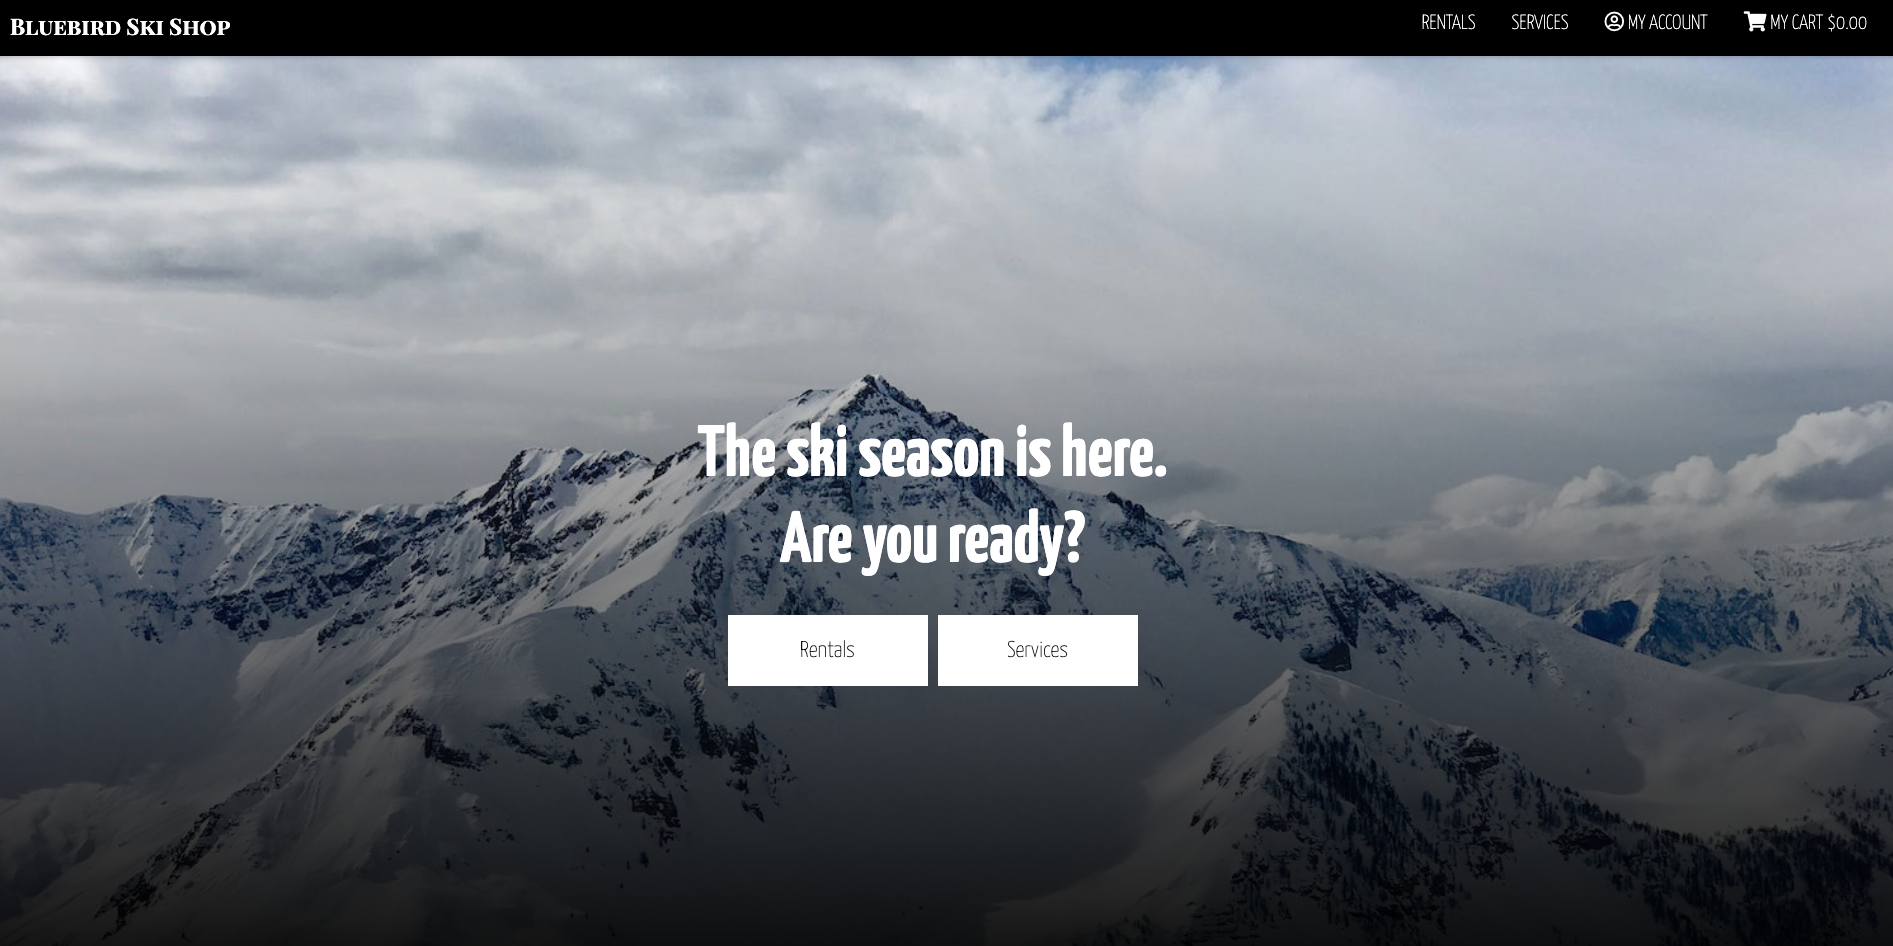 BLUEBIRD SKI SHOP
RENTALS SERVICES MY ACCOUNT MY CART $0.00
The ski season is here.
Are you ready?
Rentals Services